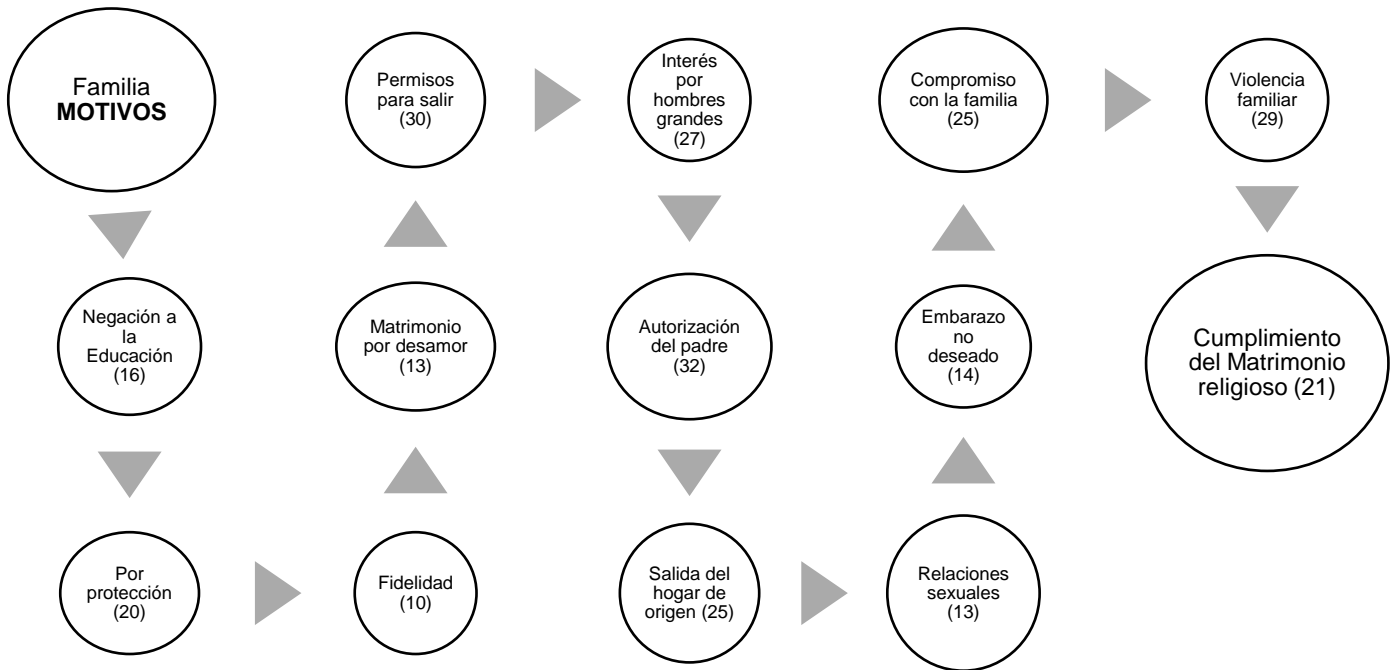 Familia
MOTIVOS
Negación a
la
Educación
(16)
Por
protección
(20)
Fidelidad
(10)
Matrimonio
por desamor
(13)
Permisos
para salir
(30)
Interés
por
hombres
grandes
(27)
Autorización
del padre
(32)
Salida del
hogar de
origen (25)
Relaciones
sexuales
(13)
Embarazo
no
deseado
(14)
Compromiso
con la familia
(25)
Violencia
familiar
(29)
Cumplimiento
del Matrimonio
religioso (21)